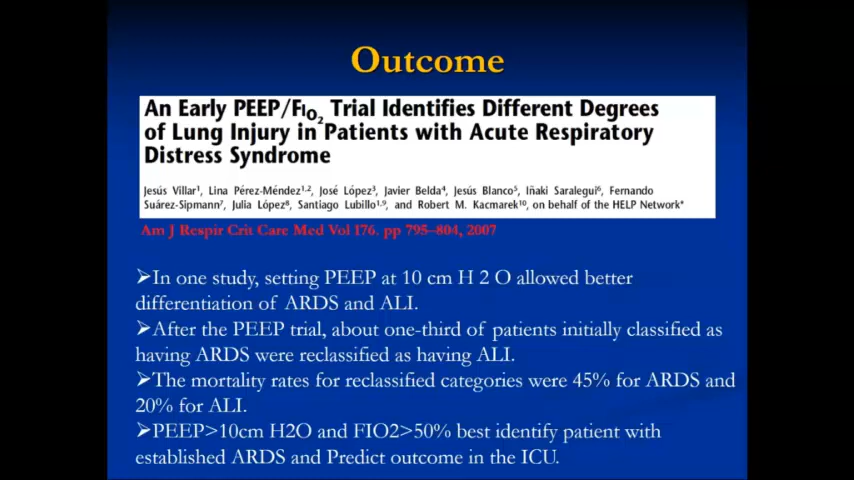 Outcome
An Early PEEP/FIO2 Trial Identifies Different Degrees
of Lung Injury in Patients with Acute Respiratory
Distress Syndrome
Jesús Villar1, Lina Pérez-Méndez1,2, José López3, Javier Belda4, Jesús Blanco5, Iñaki Saralegui6, Fernando
Suárez-Sipmann7, Julia López8, Santiago Lubillo1,9, and Robert M. Kacmarek10, on behalf of the HELP Network*
Am J Respir Crit Care Med Vol 176. pp 795–804, 2007
➢In one study, setting PEEP at 10 cm H 2 O allowed better
differentiation of ARDS and ALI.
➢After the PEEP trial, about one-third of patients initially classified as
having ARDS were reclassified as having ALI.
➢The mortality rates for reclassified categories were 45% for ARDS and
20% for ALI.
➢PEEP>10cm H2O and FIO2>50% best identify patient with
established ARDS and Predict outcome in the ICU.